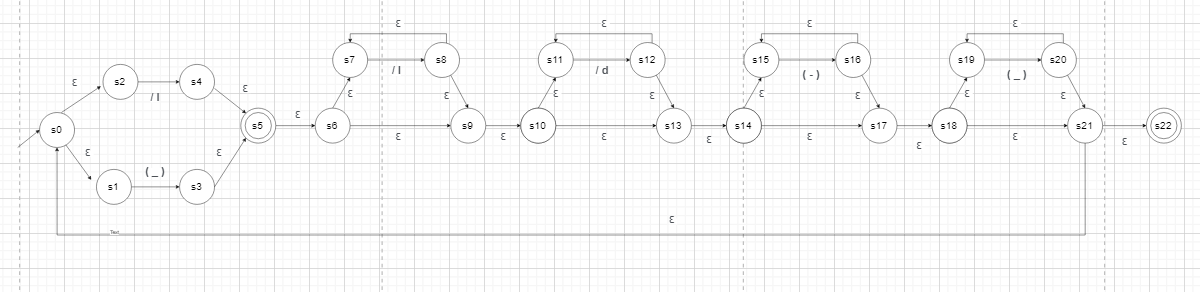 ε ε ε ε
s7 s8 s11 s12 s15 s16 s19 s20
/ l / d ( - ) ( _ )
s2 s4
ε ε
/ l
ε ε ε ε ε ε ε ε
s0 s5 ε s6 s9 s10 s13 s14 s17 s18 s21 s22
ε ε ε ε ε ε ε ε
ε ε
( _ )
s1 s3
ε
Text